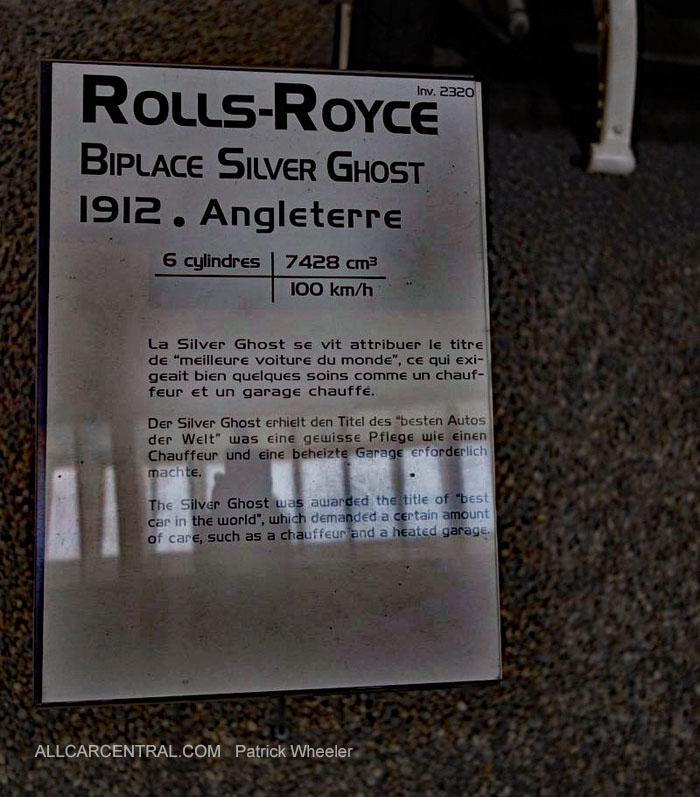 Inv. 2320
ROLLS-ROYCE
BIPLACE SILVER GHOST
1912 . Angleterre
6 cylindres 7428 cm³
100 km/h
La Silver Ghost se vit attribuer le titre
de "meilleure voiture du monde", ce qui exi-
geait bien quelques soins comme un chauf-
feur et un garage chauffé.
Der Silver Ghost erhielt den Titel des "besten Autos
der Welt" was eine gewisse Pflege wie einen
Chauffeur und eine beheizte Garage erforderlich
machte.
The Silver Ghost was awarded the title of "best
car in the world", which demanded a certain amount
of care, such as a chauffeur and a heated garage.
ALLCARCENTRAL.COM Patrick Wheeler